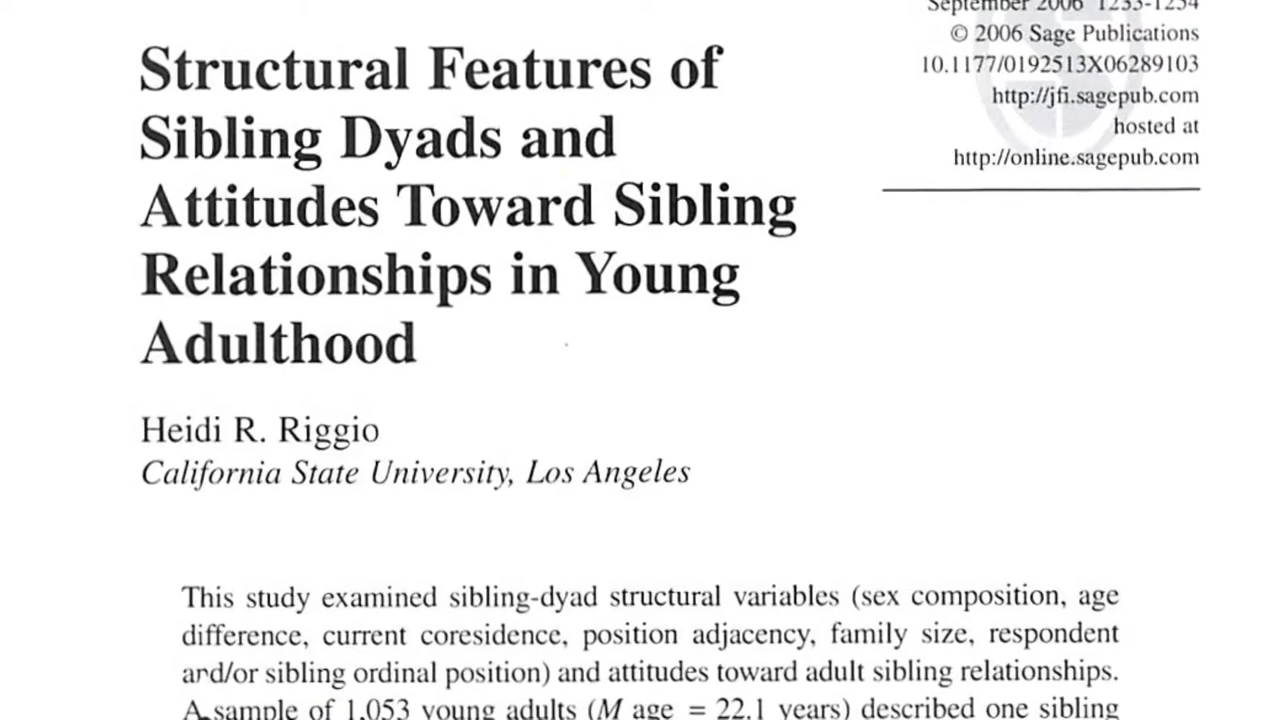 September 2006 1233-1254
© 2006 Sage Publications
10.1177/0192513X06289103
http://jfi.sagepub.com
hosted at
http://online.sagepub.com
Structural Features of
Sibling Dyads and
Attitudes Toward Sibling
Relationships in Young
Adulthood
Heidi R. Riggio
California State University, Los Angeles
This study examined sibling-dyad structural variables (sex composition, age
difference, current coresidence, position adjacency, family size, respondent
and/or sibling ordinal position) and attitudes toward adult sibling relationships.
A sample of 1,053 young adults (M age = 22.1 years) described one sibling